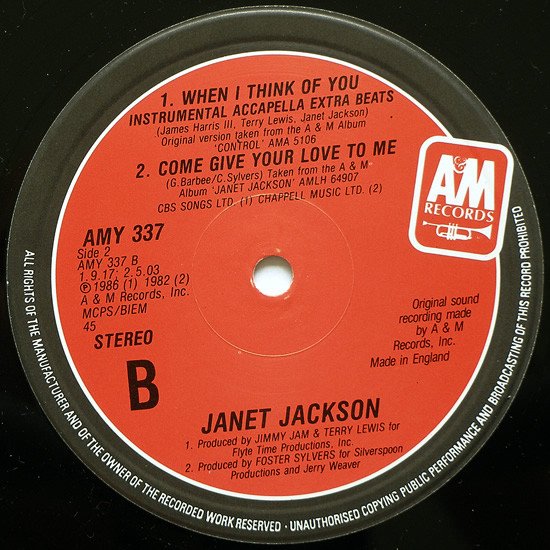 1. WHEN I THINK OF YOU
INSTRUMENTAL ACCAPELLA EXTRA BEATS
(James Harris III, Terry Lewis, Janet Jackson)
Original version taken from the A & M Album
'CONTROL' AMA 5106
2. COME GIVE YOUR LOVE TO ME
(G.Barbee/C.Sylvers) Taken from the A & M
Album 'JANET JACKSON' AMLH 64907
CBS SONGS LTD. (1) CHAPPELL MUSIC LTD. (2)
A&M
RECORDS
AMY 337
Side 2
AMY 337 B
1.9.17; 2.5.03
℗ 1986 (1) 1982 (2)
A & M Records, Inc.
MCPS/BIEM
45
STEREO
B
Original sound
recording made
by A & M
Records, Inc.
Made in England
JANET JACKSON
1. Produced by JIMMY JAM & TERRY LEWIS for
Flyte Time Productions, Inc.
2. Produced by FOSTER SYLVERS for Silverspoon
Productions and Jerry Weaver
ALL RIGHTS OF THE MANUFACTURER AND OF THE OWNER OF THE RECORDED WORK RESERVED · UNAUTHORISED COPYING PUBLIC PERFORMANCE AND BROADCASTING OF THIS RECORD PROHIBITED